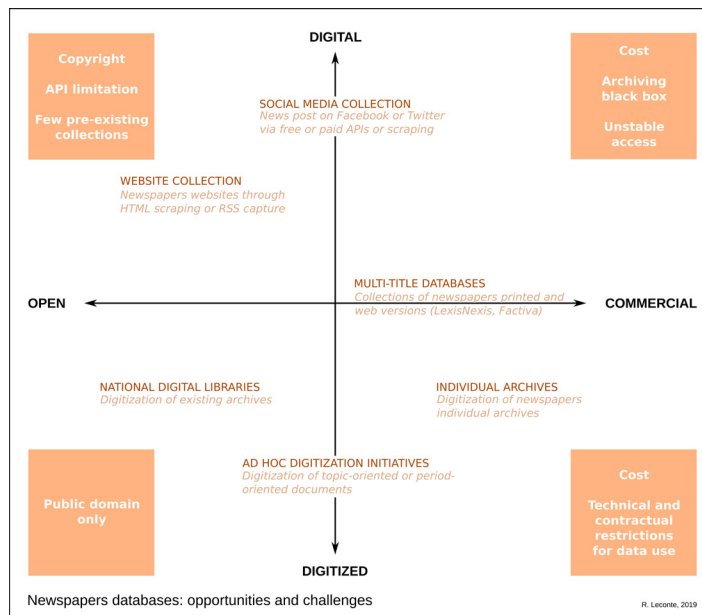 DIGITAL
Copyright
API limitation
Few pre-existing
collections
Cost
Archiving
black box
Unstable
access
SOCIAL MEDIA COLLECTION
News post on Facebook or Twitter
via free or paid APIs or scraping
WEBSITE COLLECTION
Newspapers websites through
HTML scraping or RSS capture
MULTI-TITLE DATABASES
Collections of newspapers printed and
web versions (LexisNexis, Factiva)
OPEN
COMMERCIAL
NATIONAL DIGITAL LIBRARIES
Digitization of existing archives
INDIVIDUAL ARCHIVES
Digitization of newspapers
individual archives
AD HOC DIGITIZATION INITIATIVES
Digitization of topic-oriented or period-
oriented documents
Public domain
only
Cost
Technical and
contractual
restrictions
for data use
DIGITIZED
Newspapers databases: opportunities and challenges
R. Leconte, 2019